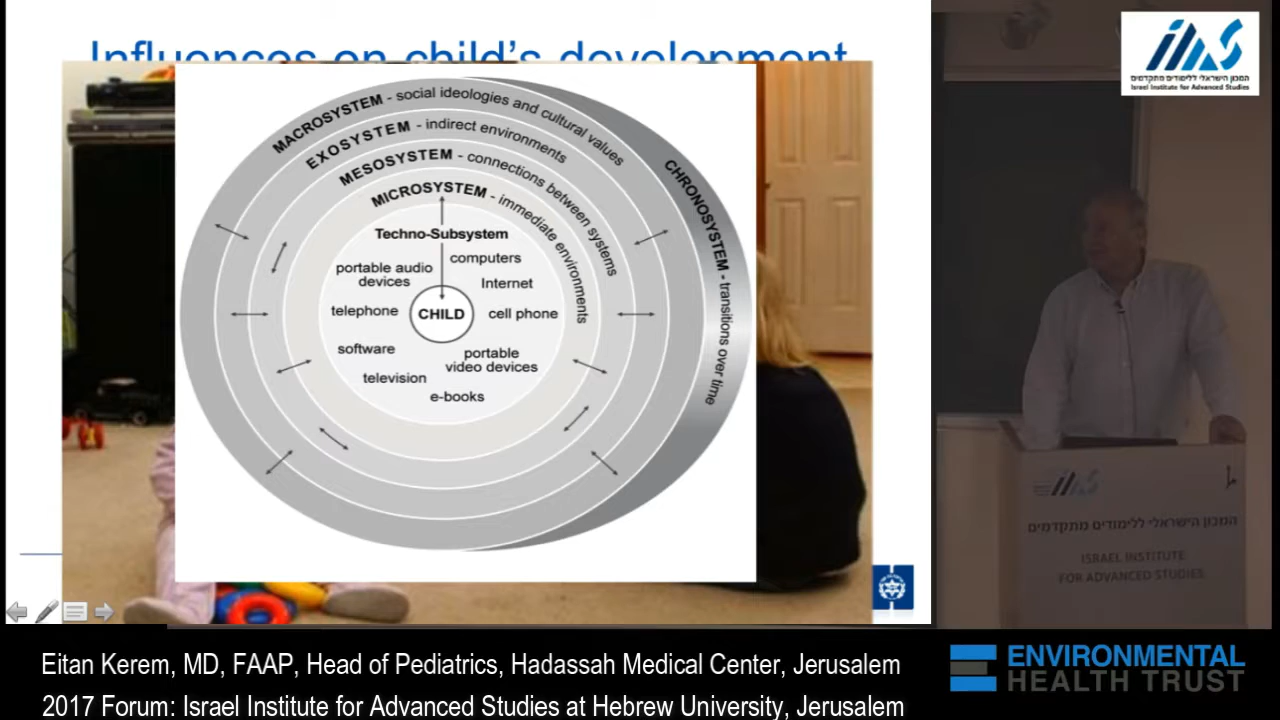 Influences on child's development
MACROSYSTEM - social ideologies and cultural values
EXOSYSTEM - indirect environments
MESOSYSTEM - connections between systems
MICROSYSTEM - immediate environments
CHRONOSYSTEM - transitions over time
Techno-Subsystem
computers
portable audio
devices
Internet
telephone
CHILD
cell phone
software
portable
video devices
television
e-books
המכון הישראלי ללימודים מתקדמים
Israel Institute for Advanced Studies
המכון הישראלי ללימודים מתקדמים
ISRAEL INSTITUTE
FOR ADVANCED STUDIES
Eitan Kerem, MD, FAAP, Head of Pediatrics, Hadassah Medical Center, Jerusalem
2017 Forum: Israel Institute for Advanced Studies at Hebrew University, Jerusalem
ENVIRONMENTAL
HEALTH TRUST